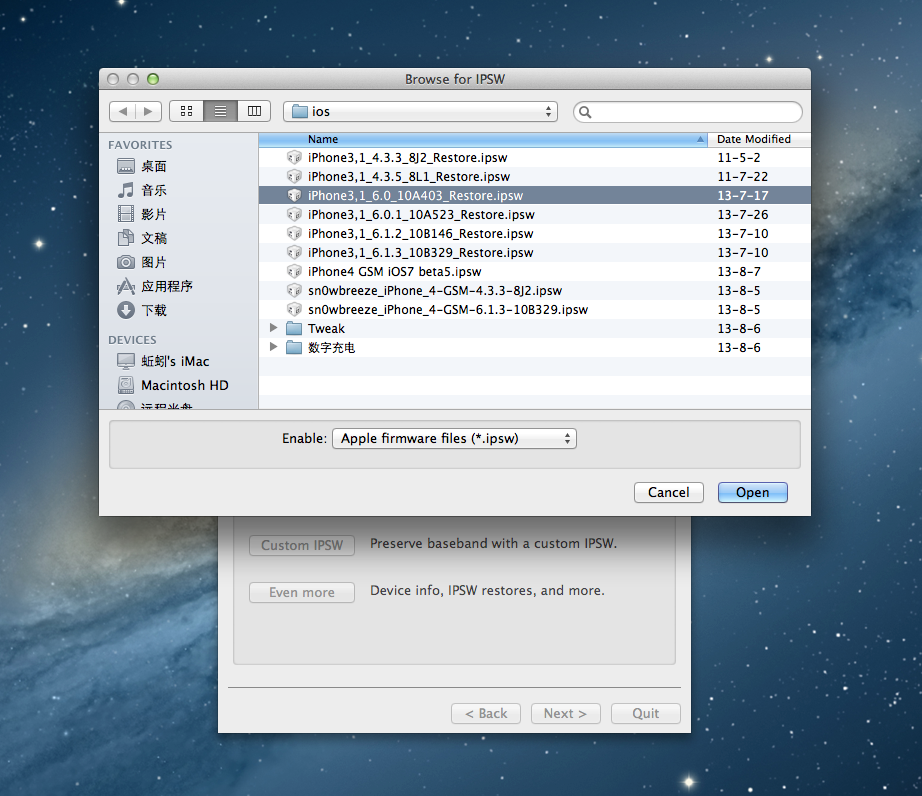 Browse for IPSW
ios
FAVORITES
桌面
音乐
影片
文稿
图片
应用程序
下载
DEVICES
蚯蚓's iMac
Macintosh HD
远程光盘
Name Date Modified
iPhone3,1_4.3.3_8J2_Restore.ipsw 11-5-2
iPhone3,1_4.3.5_8L1_Restore.ipsw 11-7-22
iPhone3,1_6.0_10A403_Restore.ipsw 13-7-17
iPhone3,1_6.0.1_10A523_Restore.ipsw 13-7-26
iPhone3,1_6.1.2_10B146_Restore.ipsw 13-7-10
iPhone3,1_6.1.3_10B329_Restore.ipsw 13-7-10
iPhone4 GSM iOS7 beta5.ipsw 13-8-7
sn0wbreeze_iPhone_4-GSM-4.3.3-8J2.ipsw 13-8-5
sn0wbreeze_iPhone_4-GSM-6.1.3-10B329.ipsw 13-8-5
Tweak 13-8-6
数字充电 13-8-6
Enable: Apple firmware files (*.ipsw)
Cancel Open
Custom IPSW Preserve baseband with a custom IPSW.
Even more Device info, IPSW restores, and more.
< Back Next > Quit